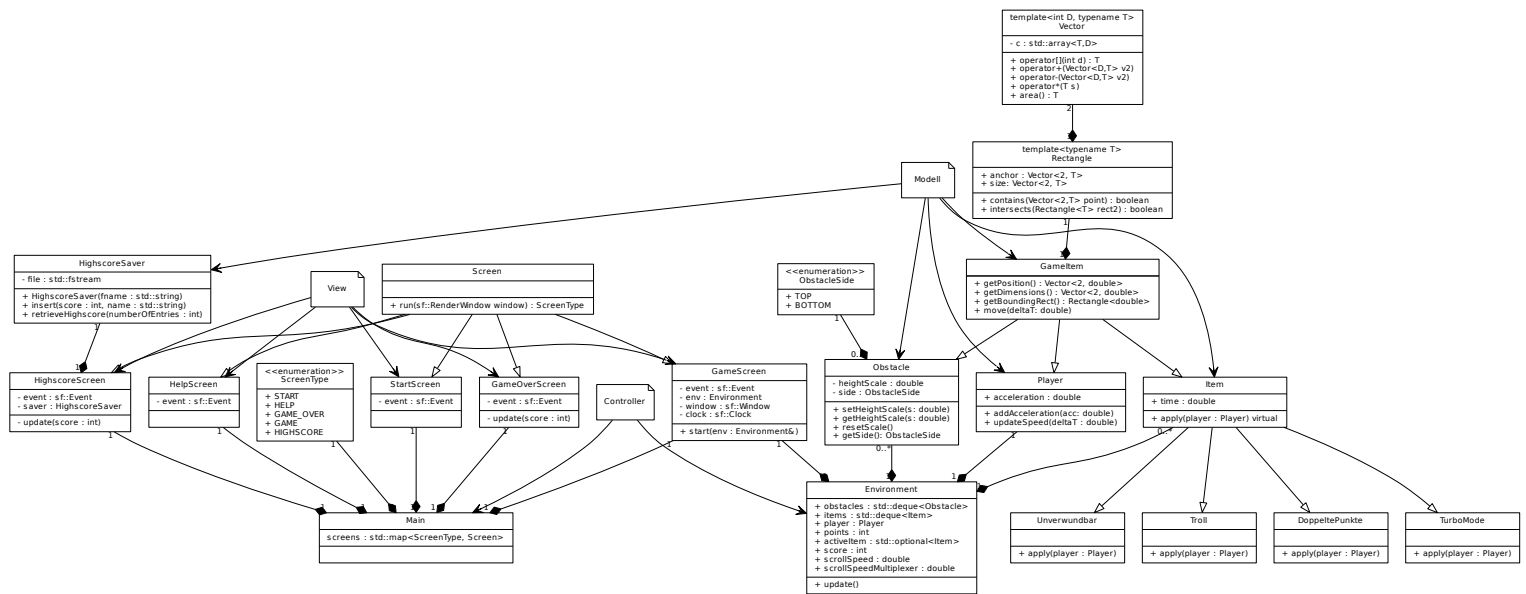 template<int D, typename T>
Vector
- c : std::array<T,D>
+ operator[](int d) : T
+ operator+(Vector<D,T> v2)
+ operator-(Vector<D,T> v2)
+ operator*(T s)
+ area() : T
2
template<typename T>
Rectangle
+ anchor : Vector<2, T>
+ size: Vector<2, T>
+ contains(Vector<2,T> point) : boolean
+ intersects(Rectangle<T> rect2) : boolean
1
Modell
HighscoreSaver
- file : std::fstream
+ HighscoreSaver(fname : std::string)
+ insert(score : int, name : std::string)
+ retrieveHighscore(numberOfEntries : int)
1
1
View
Screen
+ run(sf::RenderWindow window) : ScreenType
<<enumeration>>
ObstacleSide
+ TOP
+ BOTTOM
1
0..
1
GameItem
+ getPosition() : Vector<2, double>
+ getDimensions() : Vector<2, double>
+ getBoundingRect() : Rectangle<double>
+ move(deltaT: double)
HighscoreScreen
- event : sf::Event
- saver : HighscoreSaver
- update(score : int)
1
HelpScreen
- event : sf::Event
1
<<enumeration>>
ScreenType
+ START
+ HELP
+ GAME_OVER
+ GAME
+ HIGHSCORE
1
StartScreen
- event : sf::Event
1
GameOverScreen
- event : sf::Event
- update(score : int)
1
Controller
GameScreen
- event : sf::Event
- env : Environment
- window : sf::Window
- clock : sf::Clock
+ start(env : Environment&)
1
1
Obstacle
- heightScale : double
- side : ObstacleSide
+ setHeightScale(s: double)
+ getHeightScale(s: double)
+ resetScale()
+ getSide(): ObstacleSide
0..*
Player
+ acceleration : double
+ addAcceleration(acc: double)
+ updateSpeed(deltaT : double)
1
Item
+ time : double
+ apply(player : Player) virtual
0..*
1
1
1
1
1
Main
screens : std::map<ScreenType, Screen>
1
1
Environment
+ obstacles : std::deque<Obstacle>
+ items : std::deque<Item>
+ player : Player
+ points : int
+ activeItem : std::optional<Item>
+ score : int
+ scrollSpeed : double
+ scrollSpeedMultiplexer : double
+ update()
Unverwundbar
+ apply(player : Player)
Troll
+ apply(player : Player)
DoppeltePunkte
+ apply(player : Player)
TurboMode
+ apply(player : Player)